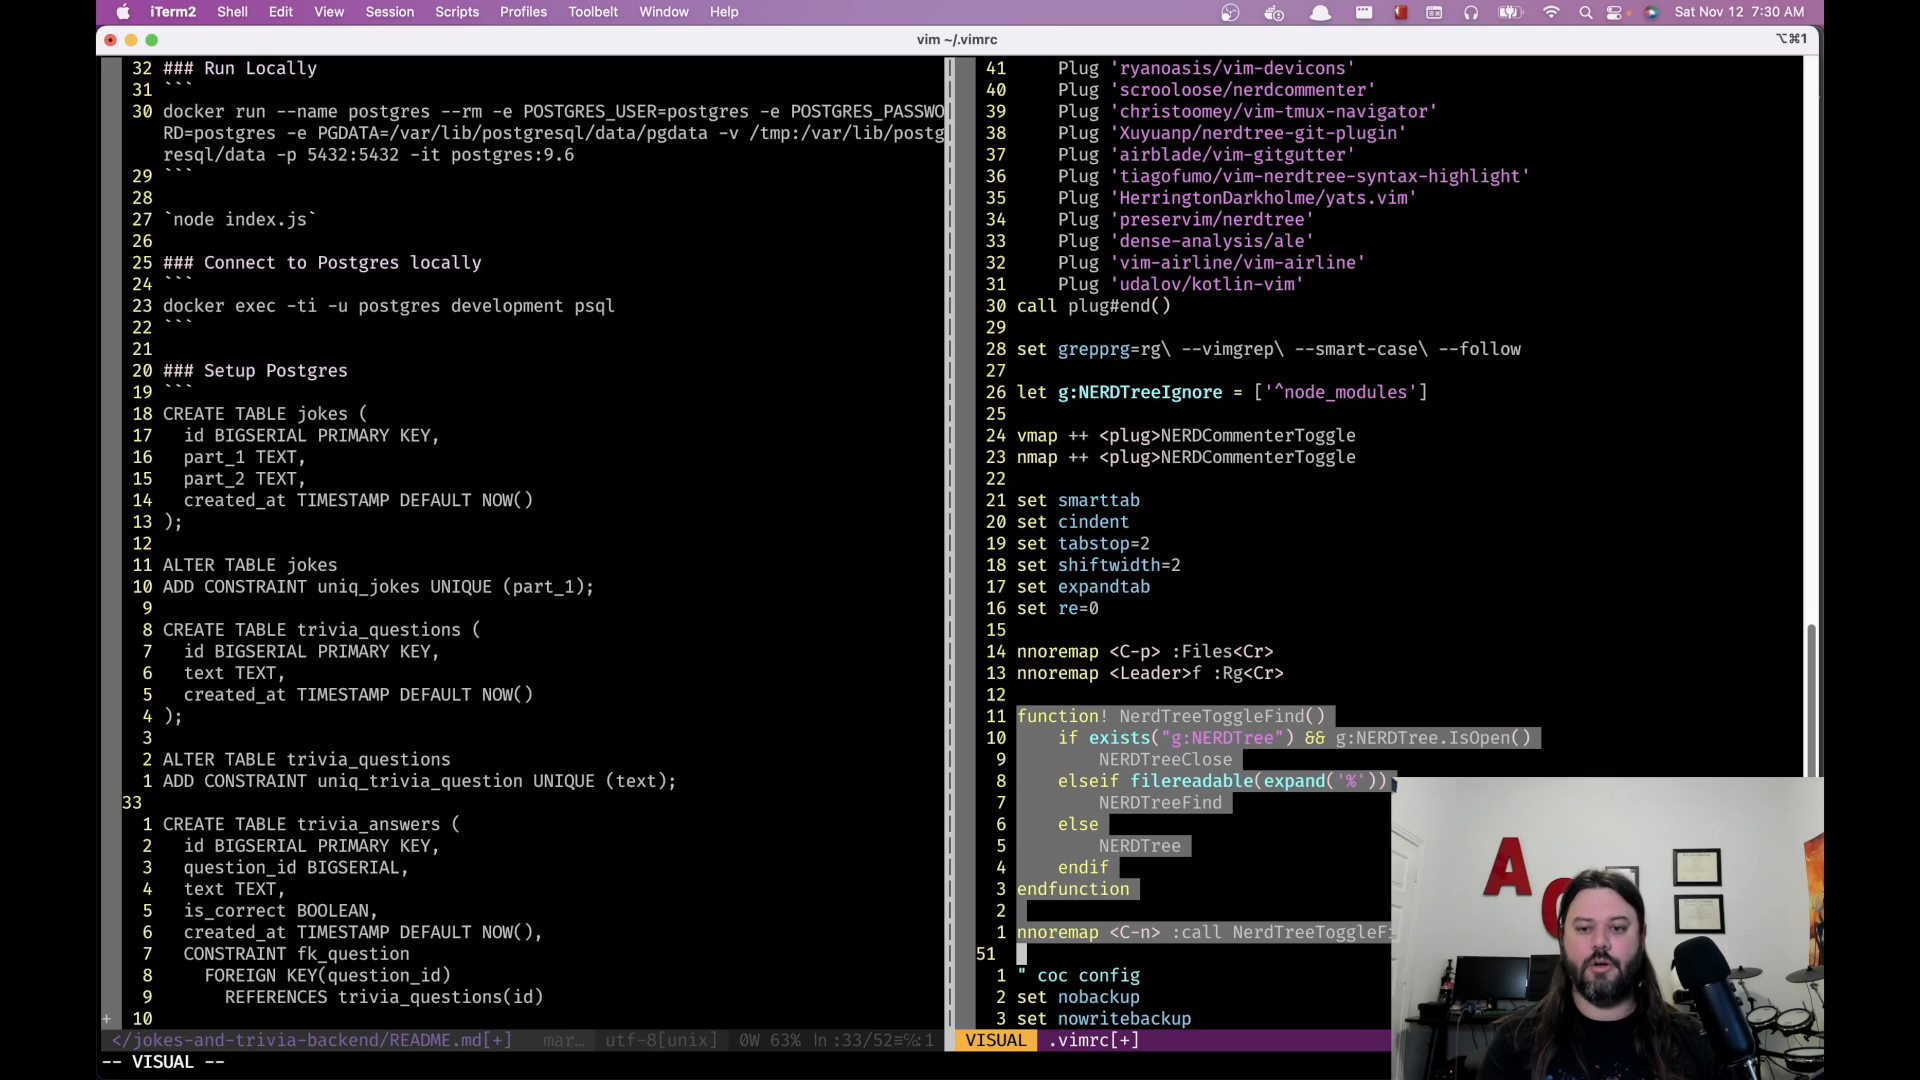 iTerm2 Shell Edit View Session Scripts Profiles Toolbelt Window Help Sat Nov 12 7:30 AM
vim ~/.vimrc ⌥⌘1
32 ### Run Locally
31 ```
30 docker run --name postgres --rm -e POSTGRES_USER=postgres -e POSTGRES_PASSWO
RD=postgres -e PGDATA=/var/lib/postgresql/data/pgdata -v /tmp:/var/lib/postg
resql/data -p 5432:5432 -it postgres:9.6
29 ```
28
27 `node index.js`
26
25 ### Connect to Postgres locally
24 ```
23 docker exec -ti -u postgres development psql
22 ```
21
20 ### Setup Postgres
19 ```
18 CREATE TABLE jokes (
17 id BIGSERIAL PRIMARY KEY,
16 part_1 TEXT,
15 part_2 TEXT,
14 created_at TIMESTAMP DEFAULT NOW()
13 );
12
11 ALTER TABLE jokes
10 ADD CONSTRAINT uniq_jokes UNIQUE (part_1);
9
8 CREATE TABLE trivia_questions (
7 id BIGSERIAL PRIMARY KEY,
6 text TEXT,
5 created_at TIMESTAMP DEFAULT NOW()
4 );
3
2 ALTER TABLE trivia_questions
1 ADD CONSTRAINT uniq_trivia_question UNIQUE (text);
33
1 CREATE TABLE trivia_answers (
2 id BIGSERIAL PRIMARY KEY,
3 question_id BIGSERIAL,
4 text TEXT,
5 is_correct BOOLEAN,
6 created_at TIMESTAMP DEFAULT NOW(),
7 CONSTRAINT fk_question
8 FOREIGN KEY(question_id)
9 REFERENCES trivia_questions(id)
+ 10
</jokes-and-trivia-backend/README.md[+] mar… utf-8[unix] 0W 63% ln:33/52≡%:1
-- VISUAL --
41 Plug 'ryanoasis/vim-devicons'
40 Plug 'scrooloose/nerdcommenter'
39 Plug 'christoomey/vim-tmux-navigator'
38 Plug 'Xuyuanp/nerdtree-git-plugin'
37 Plug 'airblade/vim-gitgutter'
36 Plug 'tiagofumo/vim-nerdtree-syntax-highlight'
35 Plug 'HerringtonDarkholme/yats.vim'
34 Plug 'preservim/nerdtree'
33 Plug 'dense-analysis/ale'
32 Plug 'vim-airline/vim-airline'
31 Plug 'udalov/kotlin-vim'
30 call plug#end()
29
28 set grepprg=rg\ --vimgrep\ --smart-case\ --follow
27
26 let g:NERDTreeIgnore = ['^node_modules']
25
24 vmap ++ <plug>NERDCommenterToggle
23 nmap ++ <plug>NERDCommenterToggle
22
21 set smarttab
20 set cindent
19 set tabstop=2
18 set shiftwidth=2
17 set expandtab
16 set re=0
15
14 nnoremap <C-p> :Files<Cr>
13 nnoremap <Leader>f :Rg<Cr>
12
11 function! NerdTreeToggleFind()
10 if exists("g:NERDTree") && g:NERDTree.IsOpen()
9 NERDTreeClose
8 elseif filereadable(expand('%'))
7 NERDTreeFind
6 else
5 NERDTree
4 endif
3 endfunction
2
1 nnoremap <C-n> :call NerdTreeToggleF
51
1 " coc config
2 set nobackup
3 set nowritebackup
VISUAL .vimrc[+]
A